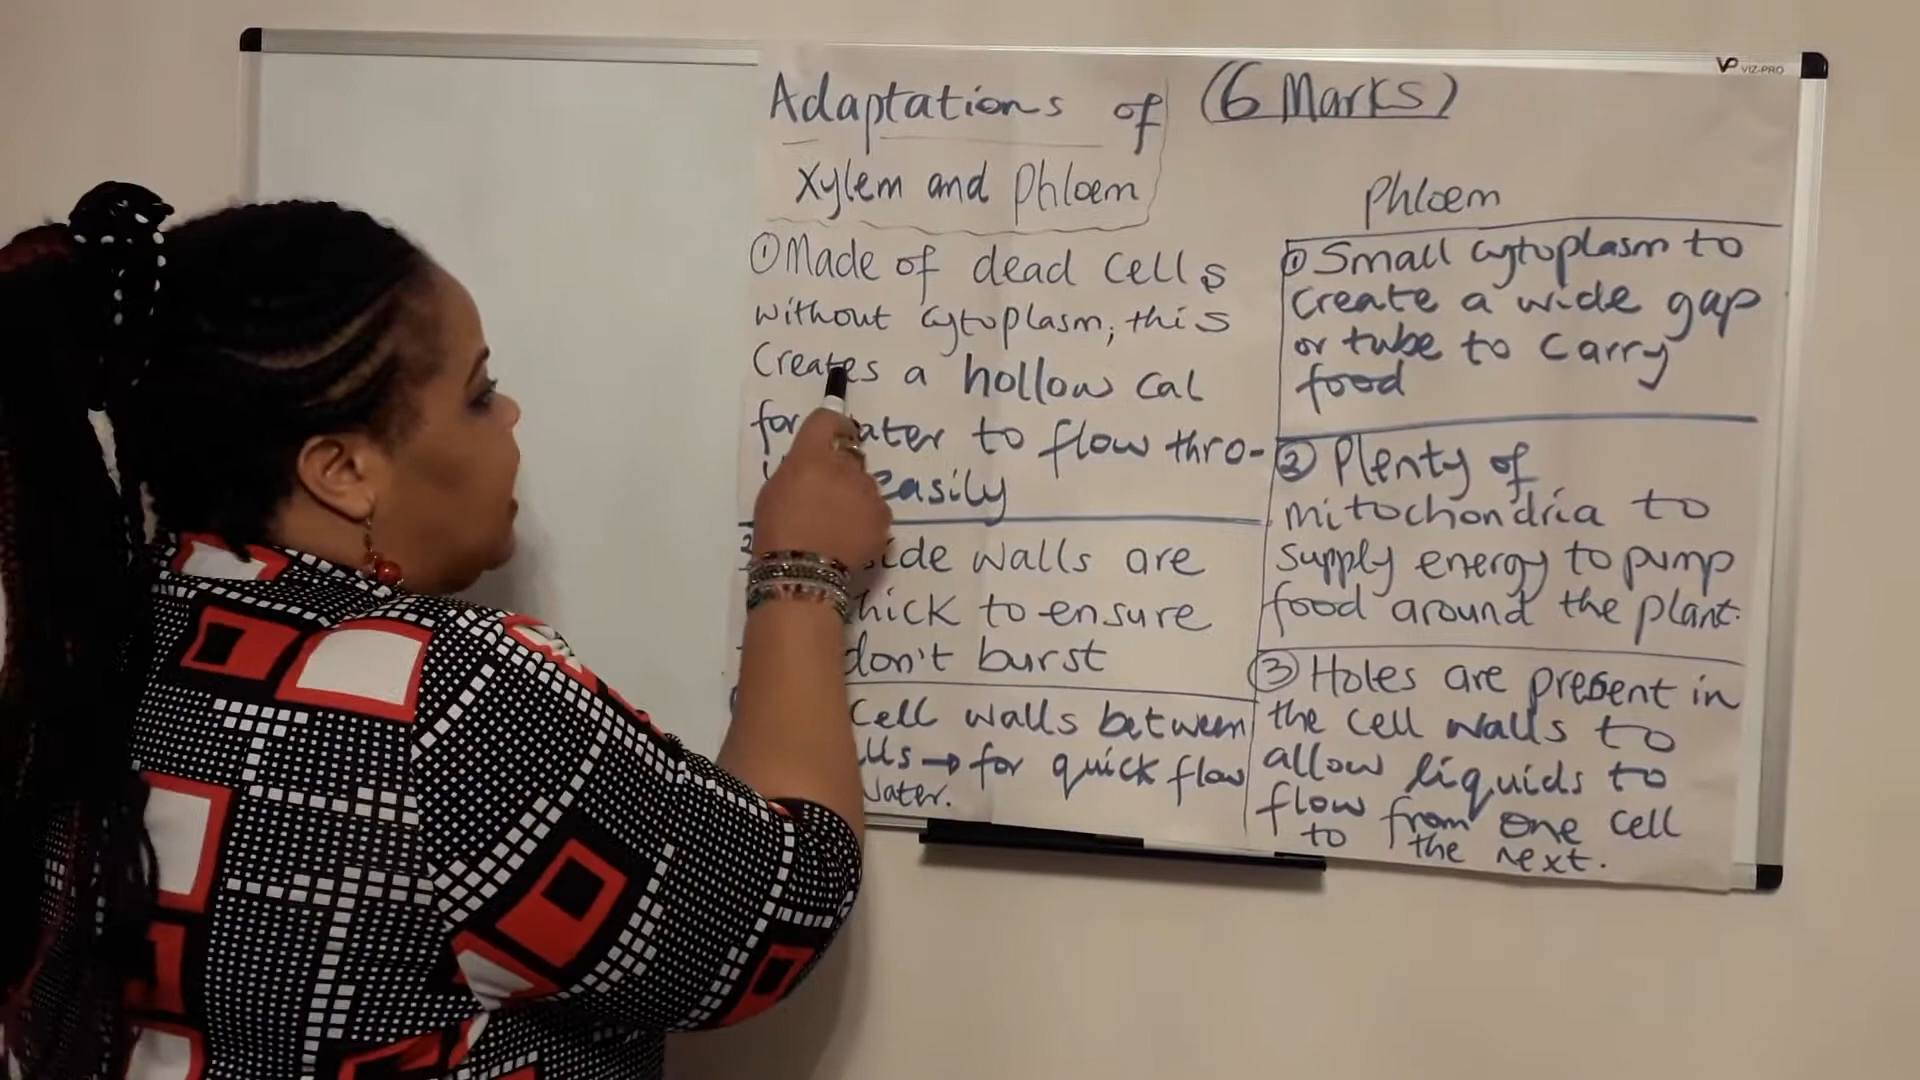 VP VIZ-PRO
Adaptations of (6 Marks)
Xylem and Phloem
① Made of dead cells
without cytoplasm, this
Creates a hollow cal
for water to flow thro-
easily
2
walls are
thick to ensure
don't burst
Cell walls between
→ for quick flow
water.
Phloem
① Small cytoplasm to
create a wide gap
or tube to carry
food
② Plenty of
mitochondria to
supply energy to pump
food around the plant.
③ Holes are present in
the cell walls to
allow liquids to
flow from one cell
to the next.